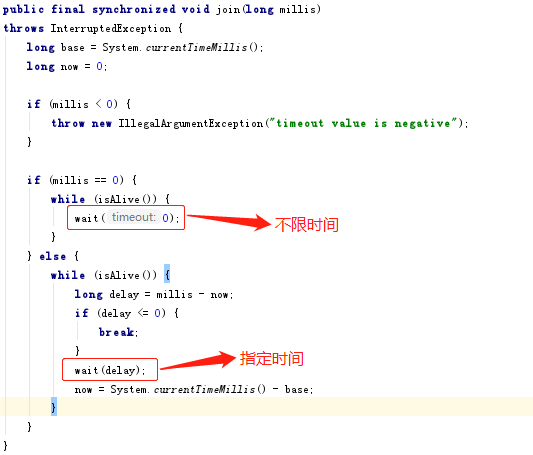 public final synchronized void join(long millis)
throws InterruptedException {
    long base = System.currentTimeMillis();
    long now = 0;

    if (millis < 0) {
        throw new IllegalArgumentException("timeout value is negative");
    }

    if (millis == 0) {
        while (isAlive()) {
            wait( timeout: 0);
不限时间
        }
    } else {
        while (isAlive()) {
            long delay = millis - now;
            if (delay <= 0) {
                break;
            }
            wait(delay);
指定时间
            now = System.currentTimeMillis() - base;
        }
    }
}